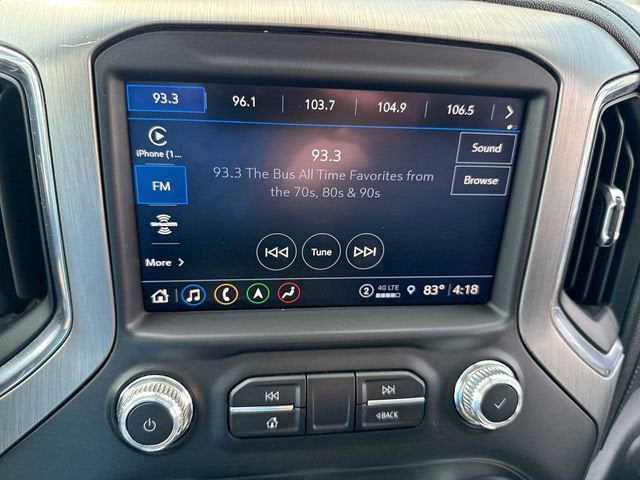 93.3 96.1 103.7 104.9 106.5
iPhone (1...
93.3
Sound
93.3 The Bus All Time Favorites from
the 70s, 80s & 90s
Browse
FM
Tune
More
2 4G LTE 83° 4:18
BACK